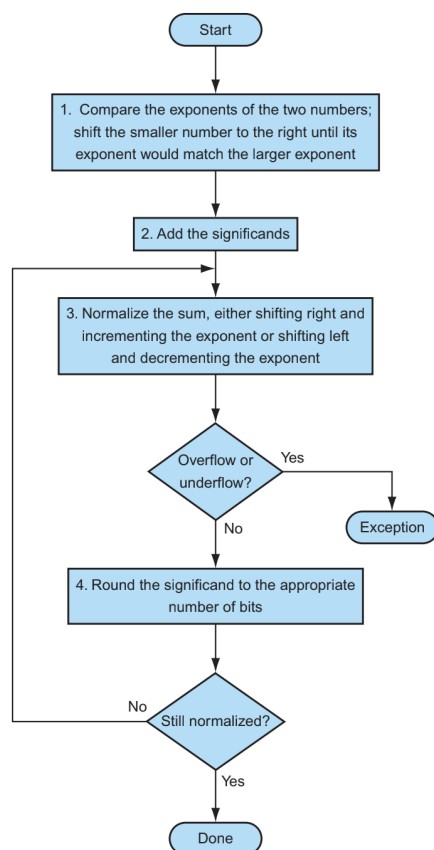 Start
1. Compare the exponents of the two numbers;
shift the smaller number to the right until its
exponent would match the larger exponent
2. Add the significands
3. Normalize the sum, either shifting right and
incrementing the exponent or shifting left
and decrementing the exponent
Overflow or
underflow?
Yes
Exception
No
4. Round the significand to the appropriate
number of bits
No
Still normalized?
Yes
Done